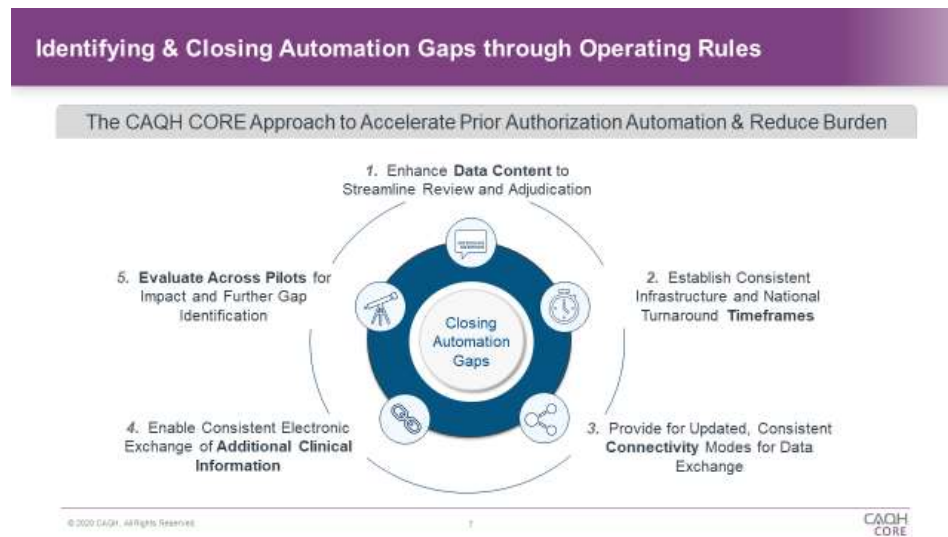 Identifying & Closing Automation Gaps through Operating Rules
The CAQH CORE Approach to Accelerate Prior Authorization Automation & Reduce Burden
1. Enhance Data Content to
Streamline Review and Adjudication
2. Establish Consistent
Infrastructure and National
Turnaround Timeframes
3. Provide for Updated, Consistent
Connectivity Modes for Data
Exchange
4. Enable Consistent Electronic
Exchange of Additional Clinical
Information
5. Evaluate Across Pilots for
Impact and Further Gap
Identification
Closing
Automation
Gaps
© 2020 CAQH, All Rights Reserved.
7
CAQH
CORE